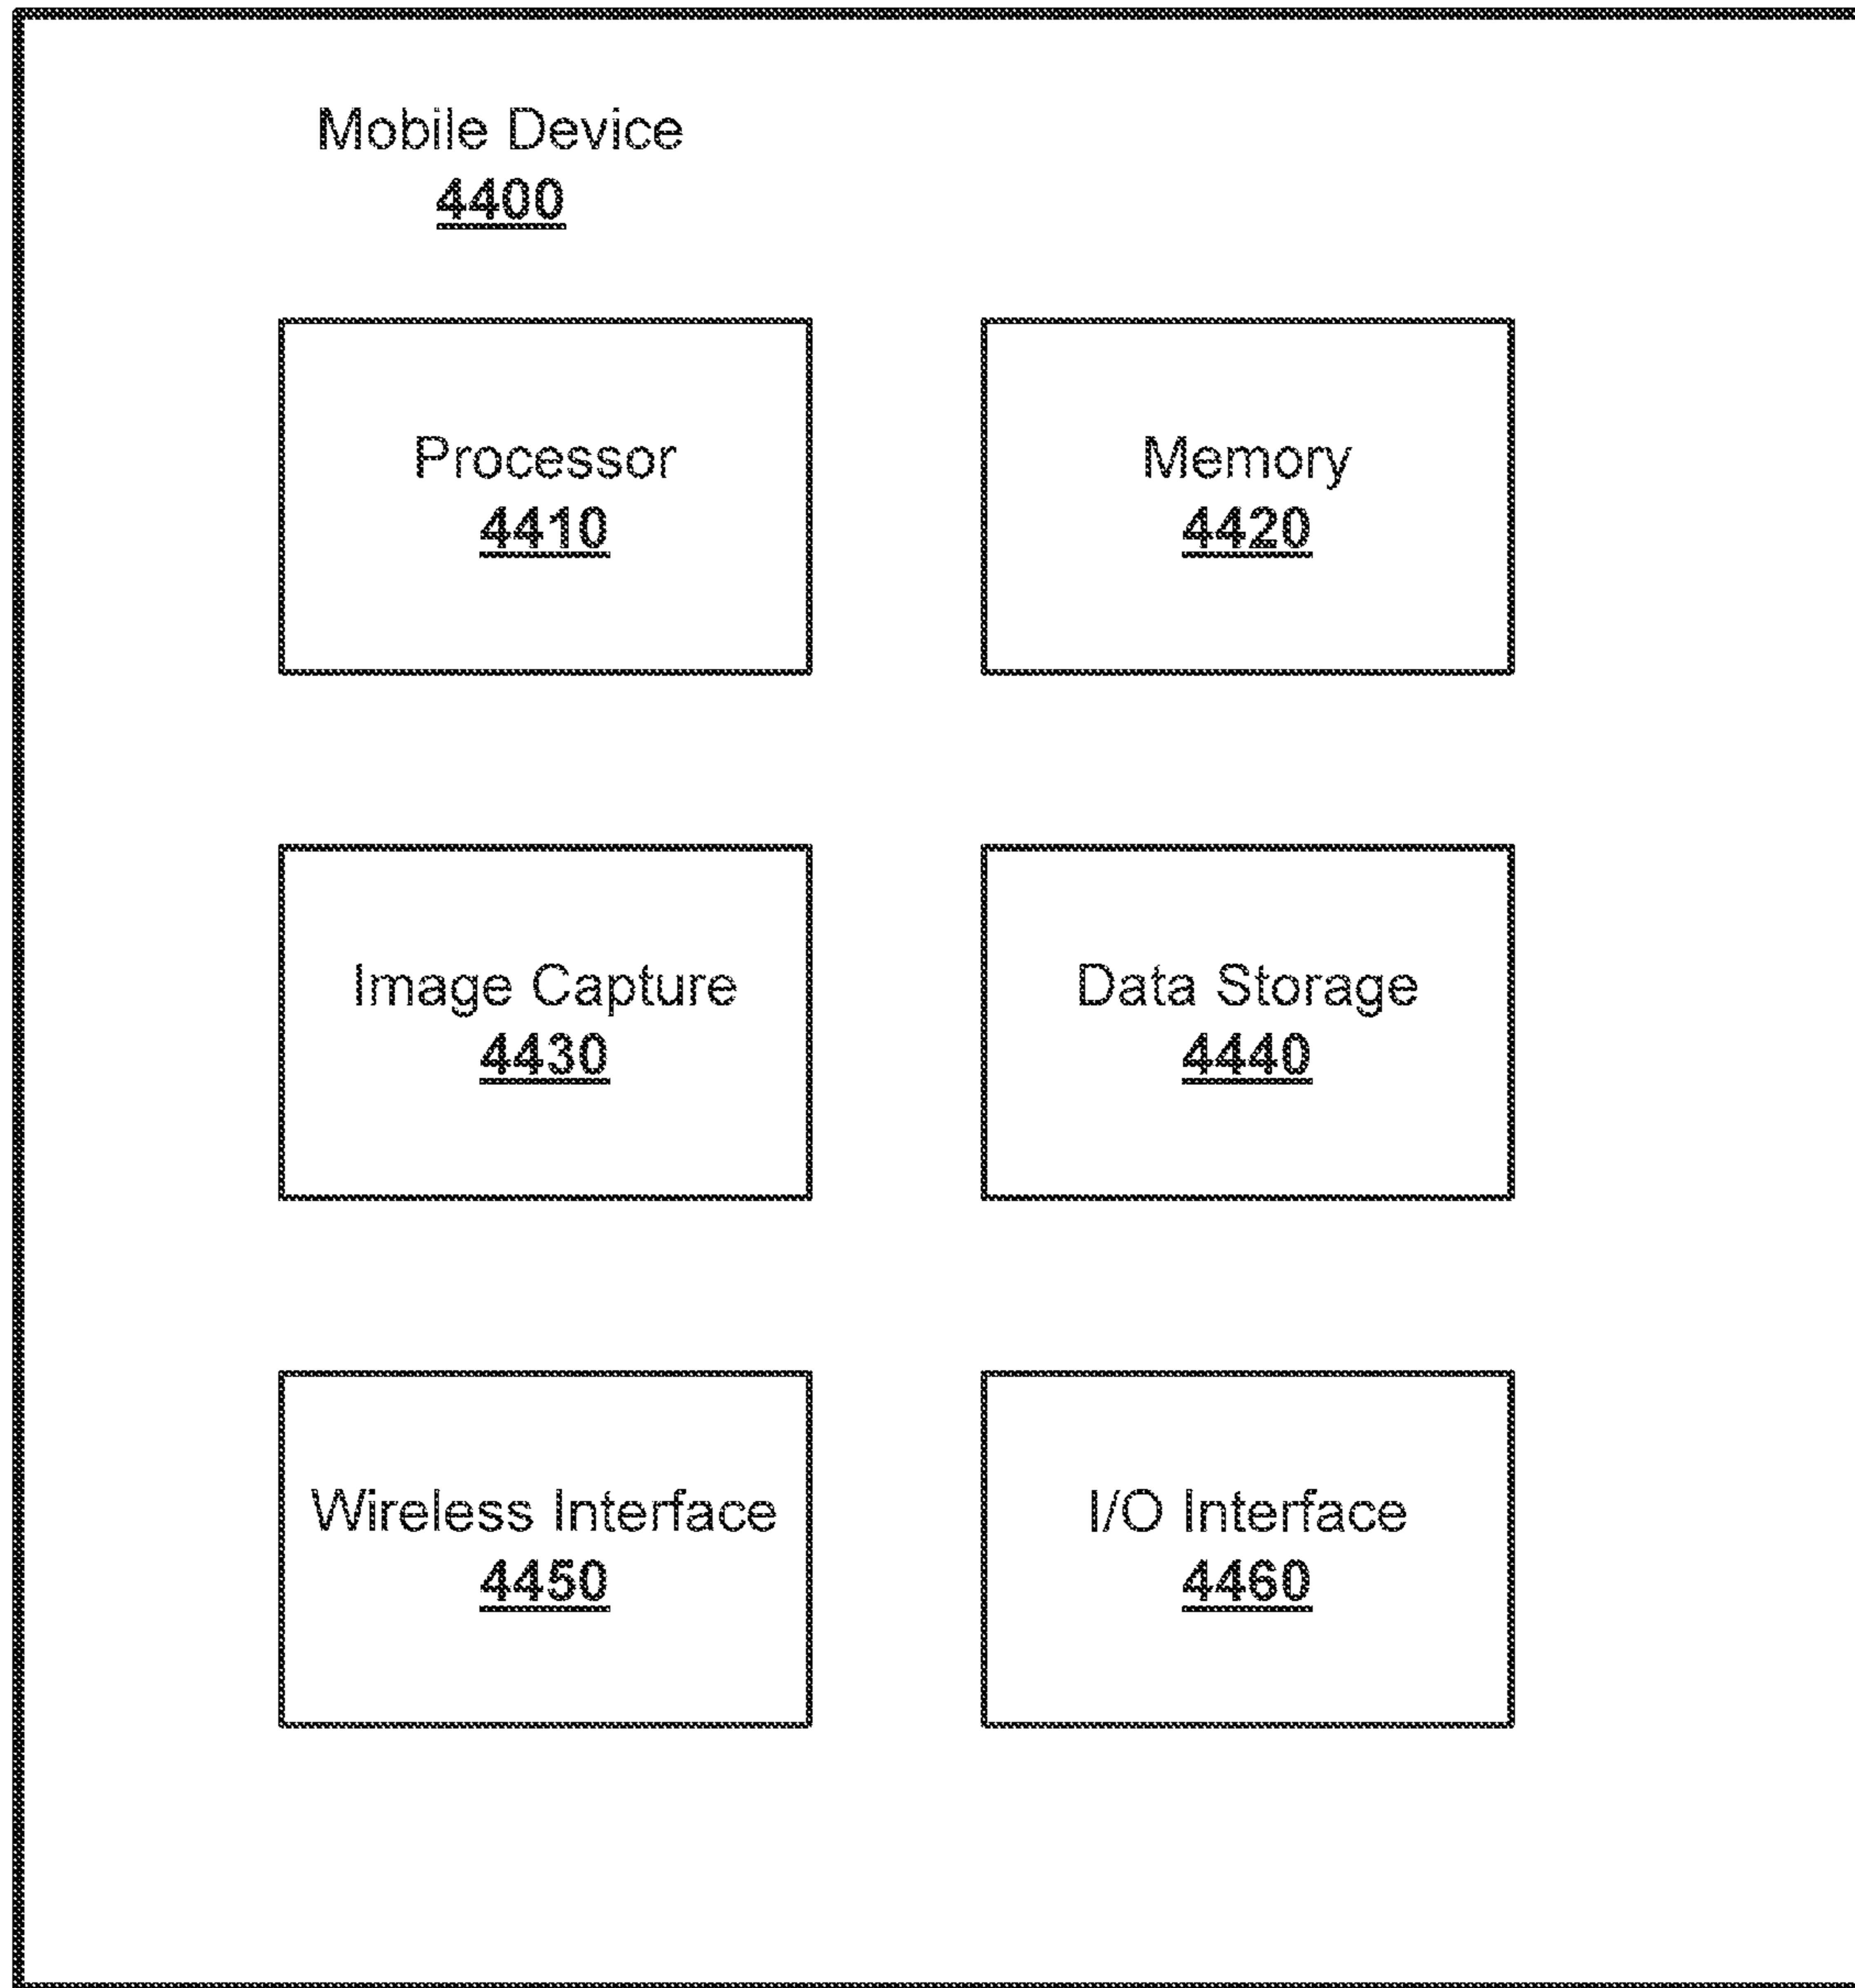 Mobile Device
4400
Processor
4410
Memory
4420
Image Capture
4430
Data Storage
4440
Wireless Interface
4450
I/O Interface
4460